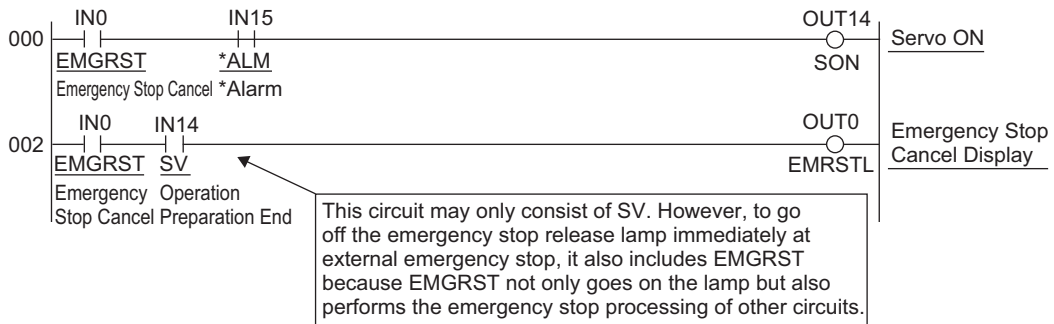 IN0 IN15 OUT14
000 Servo ON
EMGRST *ALM SON
Emergency Stop Cancel *Alarm
IN0 IN14 OUT0
002 Emergency Stop
Cancel Display
EMGRST SV EMRSTL
Emergency Operation
Stop Cancel Preparation End
This circuit may only consist of SV. However, to go
off the emergency stop release lamp immediately at
external emergency stop, it also includes EMGRST
because EMGRST not only goes on the lamp but also
performs the emergency stop processing of other circuits.